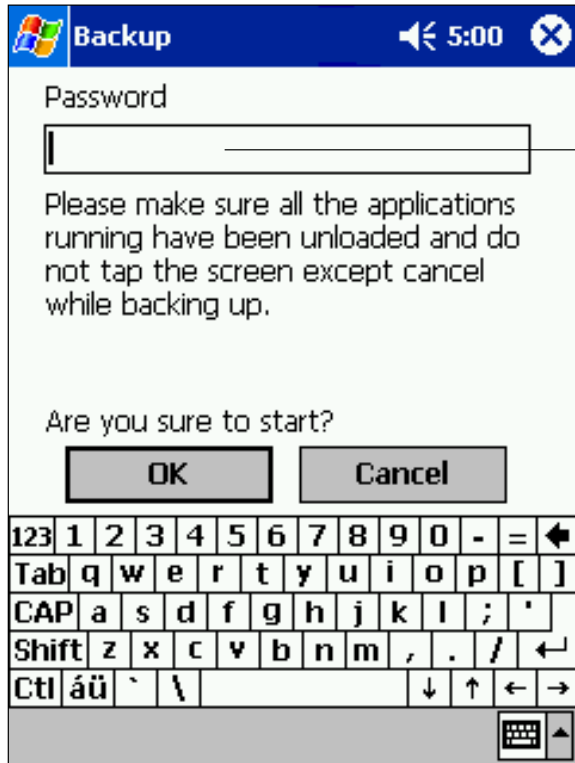 Backup 5:00
Password
Please make sure all the applications
running have been unloaded and do
not tap the screen except cancel
while backing up.
Are you sure to start?
OK Cancel
123 1 2 3 4 5 6 7 8 9 0 - = 🡄
Tab q w e r t y u i o p [ ]
CAP a s d f g h j k l ; '
Shift z x c v b n m , . / ↵
Ctl áü ` \ ↓ ↑ ← →